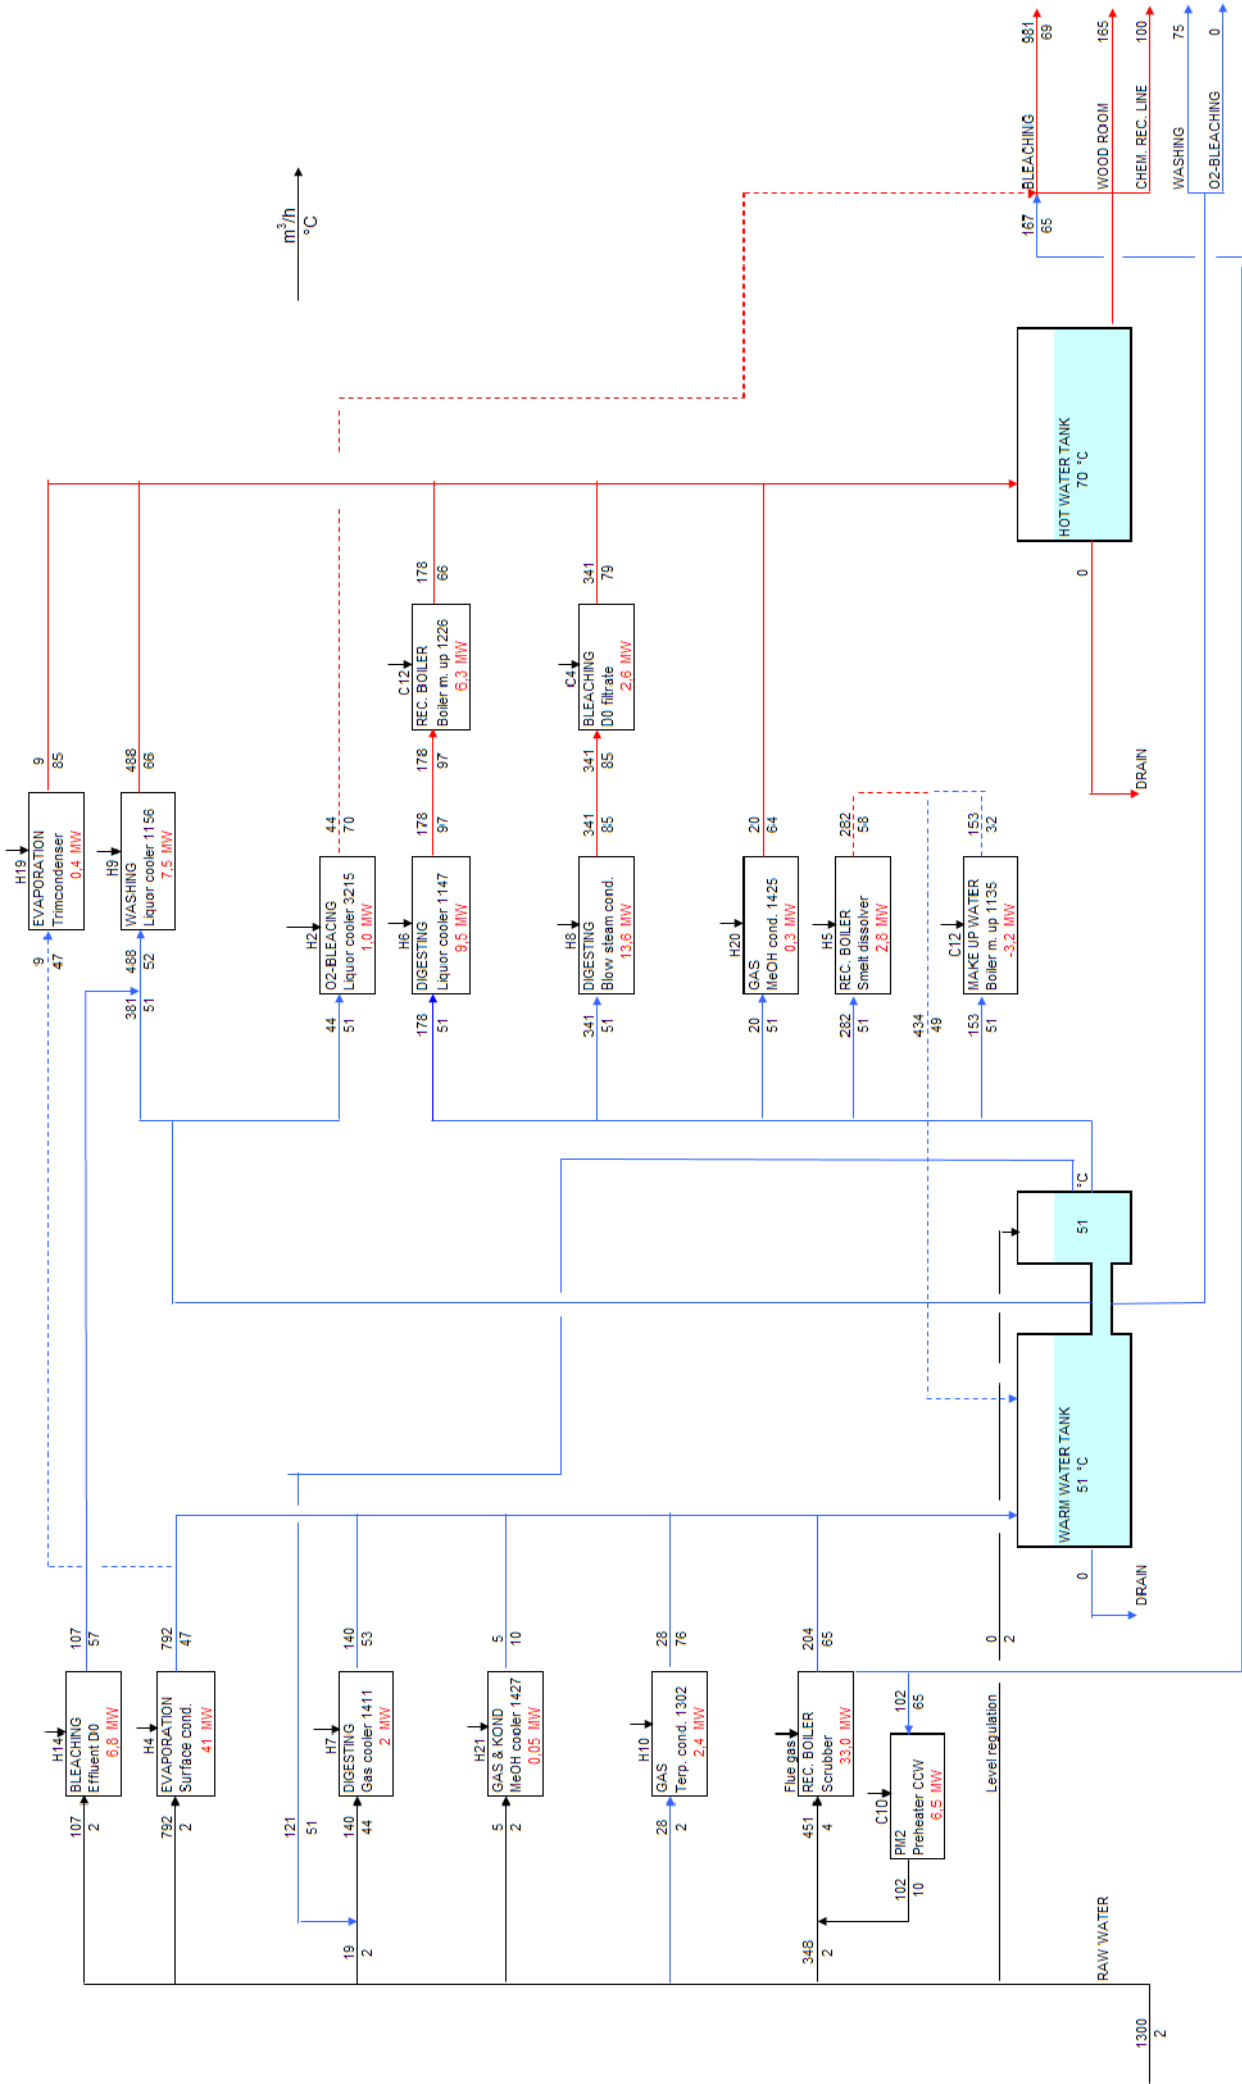 1300
2
RAW WATER
107
2
H14
BLEACHING
Effluent D0
6,8 MW
107
57
792
2
H4
EVAPORATION
Surface cond.
41 MW
792
47
121
51
19
2
140
44
H7
DIGESTING
Gas cooler 1411
2 MW
140
53
5
2
H21
GAS & KOND
MeOH cooler 1427
0,05 MW
5
10
28
2
H10
GAS
Terp. cond. 1302
2,4 MW
28
76
348
2
451
4
Flue gas
REC. BOILER
Scrubber
33,0 MW
204
65
102
10
C10
PM2
Preheater CCW
6,5 MW
102
65
Level regulation
0
2
0
DRAIN
WARM WATER TANK
51 °C
51
°C
9
47
H19
EVAPORATION
Trimcondenser
0,4 MW
9
85
381
51
488
52
H9
WASHING
Liquor cooler 1156
7,5 MW
488
66
44
51
H2
O2-BLEACING
Liquor cooler 3215
1,0 MW
44
70
178
51
H6
DIGESTING
Liquor cooler 1147
9,5 MW
178
97
178
97
C12
REC. BOILER
Boiler m. up 1226
6,3 MW
178
66
341
51
H8
DIGESTING
Blow steam cond.
13,6 MW
341
85
341
85
C4
BLEACHING
D0 filtrate
2,6 MW
341
79
20
51
H20
GAS
MeOH cond. 1425
0,3 MW
20
64
282
51
H5
REC. BOILER
Smelt dissolver
2,8 MW
282
58
434
49
153
51
C12
MAKE UP WATER
Boiler m. up 1135
-3,2 MW
153
32
DRAIN
0
HOT WATER TANK
70 °C
m³/h
°C
167
65
BLEACHING
981
69
WOOD ROOM
165
CHEM. REC. LINE
100
WASHING
75
O2-BLEACHING
0